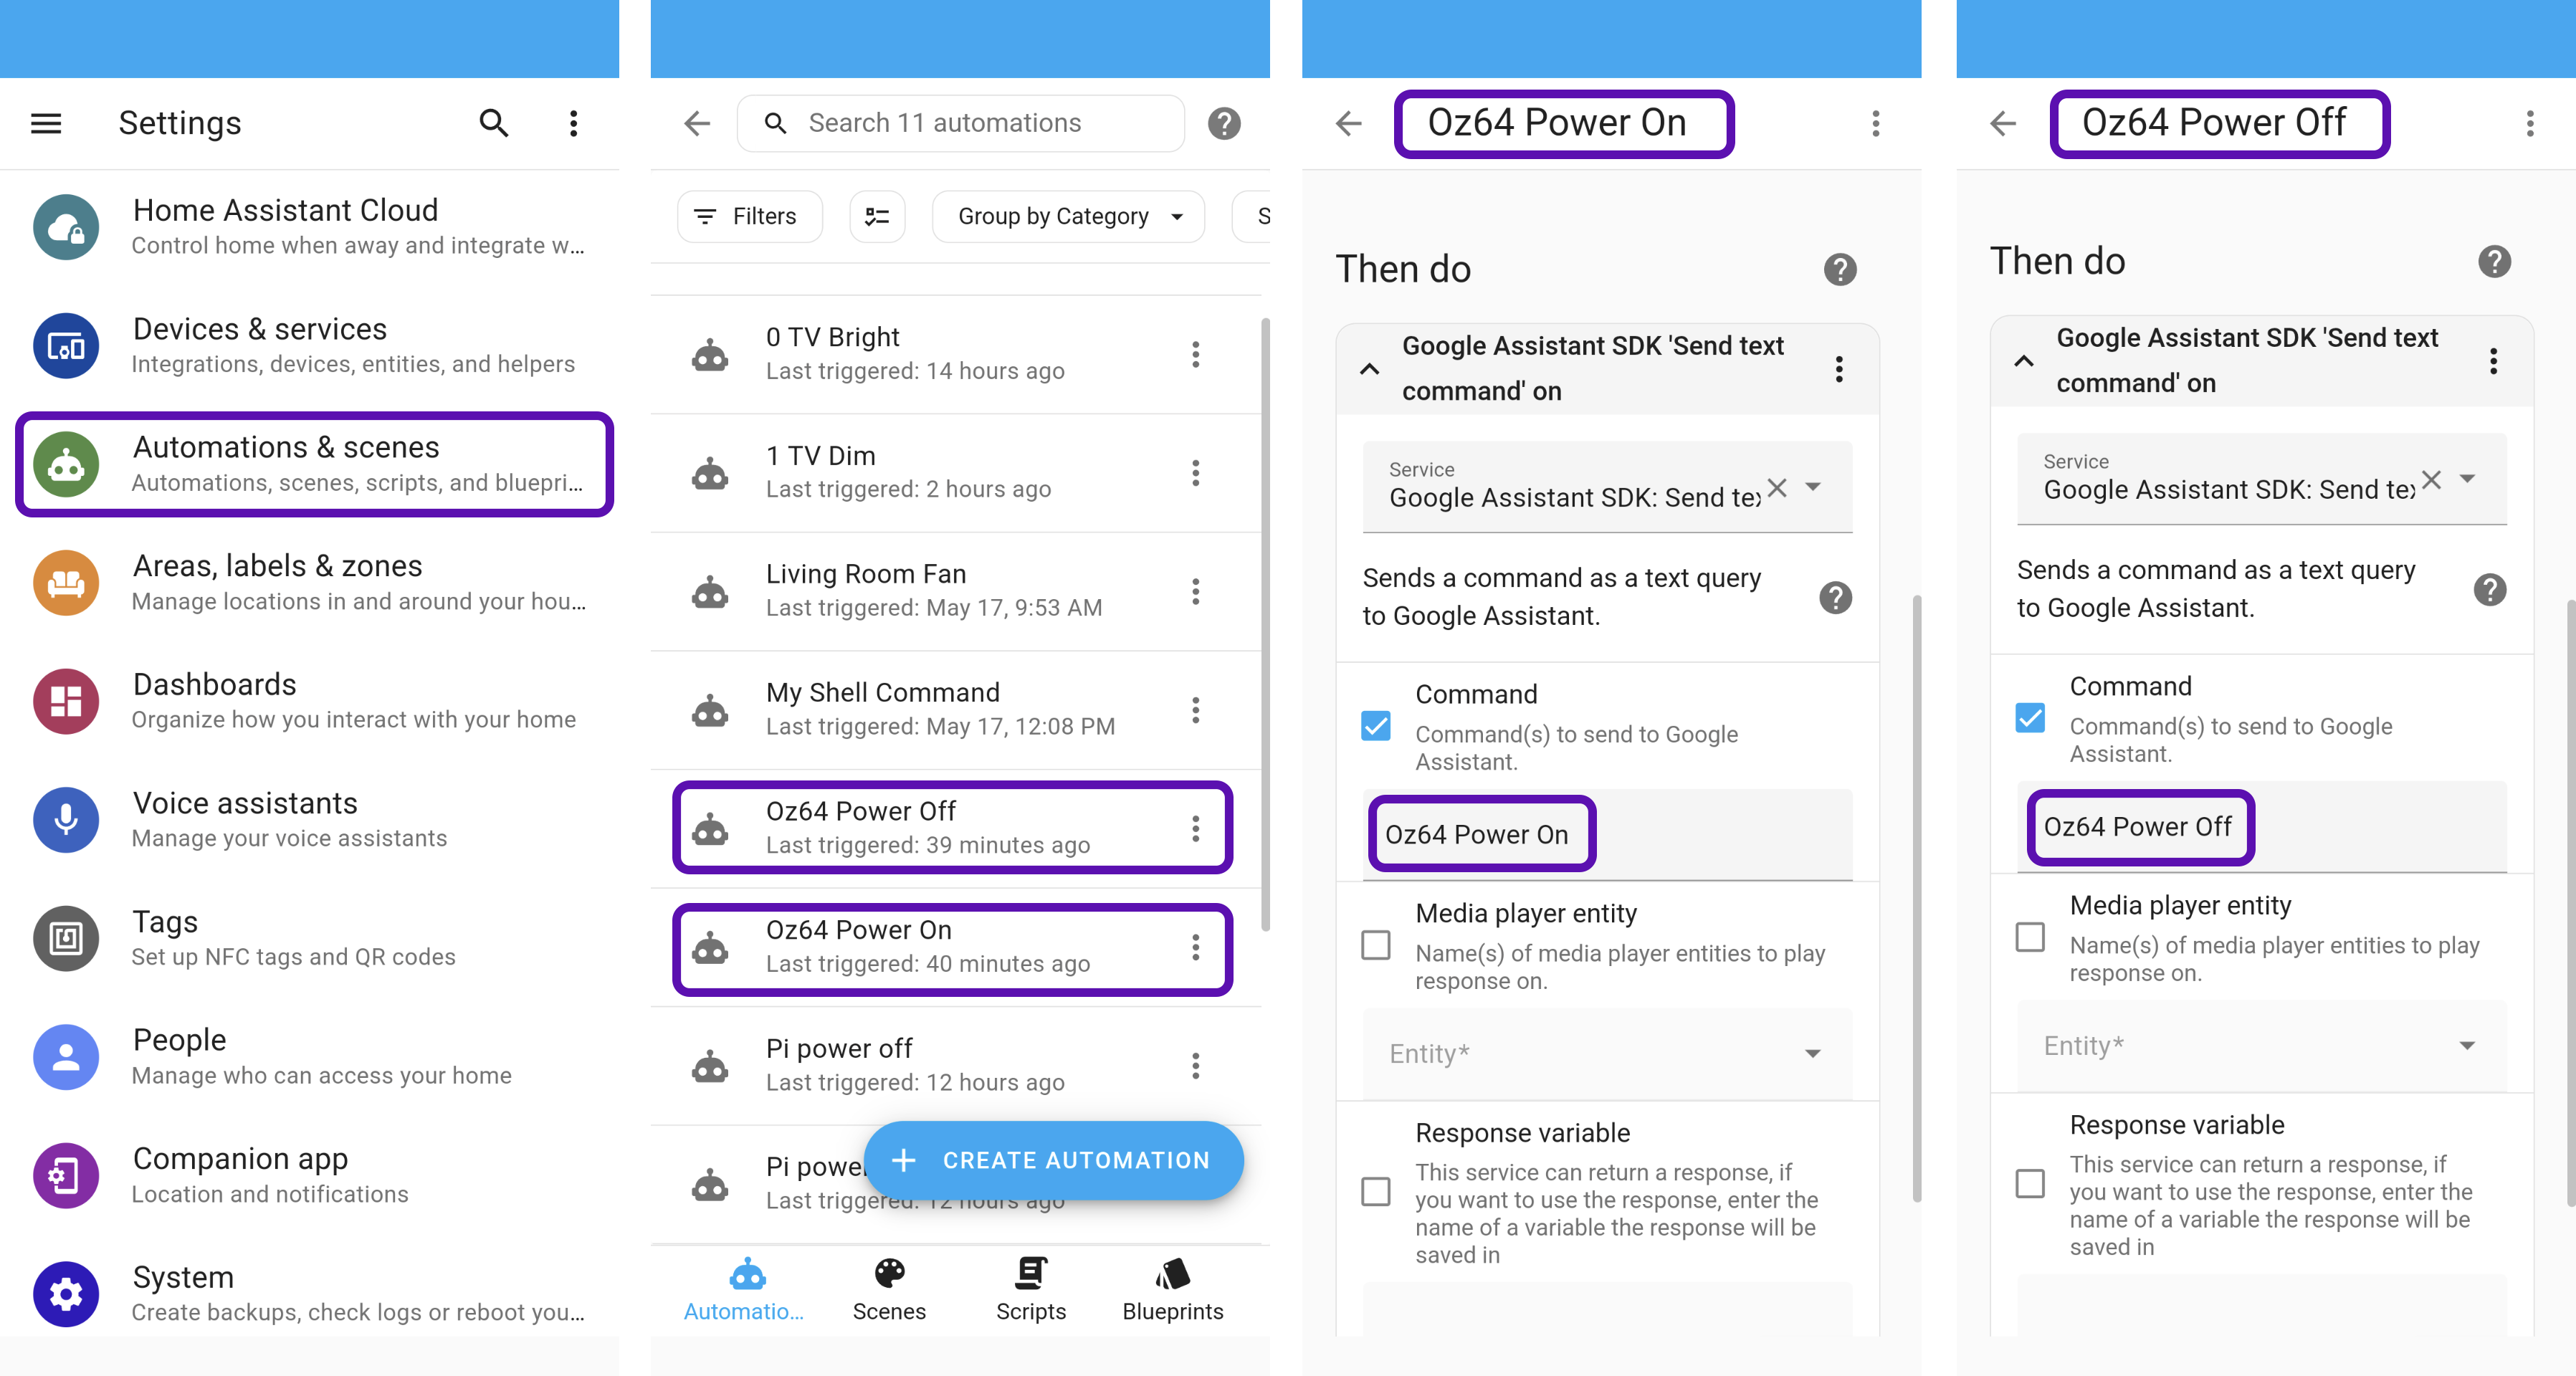 Settings
Home Assistant Cloud
Control home when away and integrate w...
Devices & services
Integrations, devices, entities, and helpers
Automations & scenes
Automations, scenes, scripts, and bluepri...
Areas, labels & zones
Manage locations in and around your hou...
Dashboards
Organize how you interact with your home
Voice assistants
Manage your voice assistants
Tags
Set up NFC tags and QR codes
People
Manage who can access your home
Companion app
Location and notifications
System
Create backups, check logs or reboot you...
Search 11 automations
Filters
Group by Category
S
0 TV Bright
Last triggered: 14 hours ago
1 TV Dim
Last triggered: 2 hours ago
Living Room Fan
Last triggered: May 17, 9:53 AM
My Shell Command
Last triggered: May 17, 12:08 PM
Oz64 Power Off
Last triggered: 39 minutes ago
Oz64 Power On
Last triggered: 40 minutes ago
Pi power off
Last triggered: 12 hours ago
Pi power
Last triggered: 12 hours ago
CREATE AUTOMATION
Automatio...
Scenes
Scripts
Blueprints
Oz64 Power On
Then do
Google Assistant SDK 'Send text
command' on
Service
Google Assistant SDK: Send tex
Sends a command as a text query
to Google Assistant.
Command
Command(s) to send to Google
Assistant.
Oz64 Power On
Media player entity
Name(s) of media player entities to play
response on.
Entity*
Response variable
This service can return a response, if
you want to use the response, enter the
name of a variable the response will be
saved in
Oz64 Power Off
Then do
Google Assistant SDK 'Send text
command' on
Service
Google Assistant SDK: Send tex
Sends a command as a text query
to Google Assistant.
Command
Command(s) to send to Google
Assistant.
Oz64 Power Off
Media player entity
Name(s) of media player entities to play
response on.
Entity*
Response variable
This service can return a response, if
you want to use the response, enter the
name of a variable the response will be
saved in